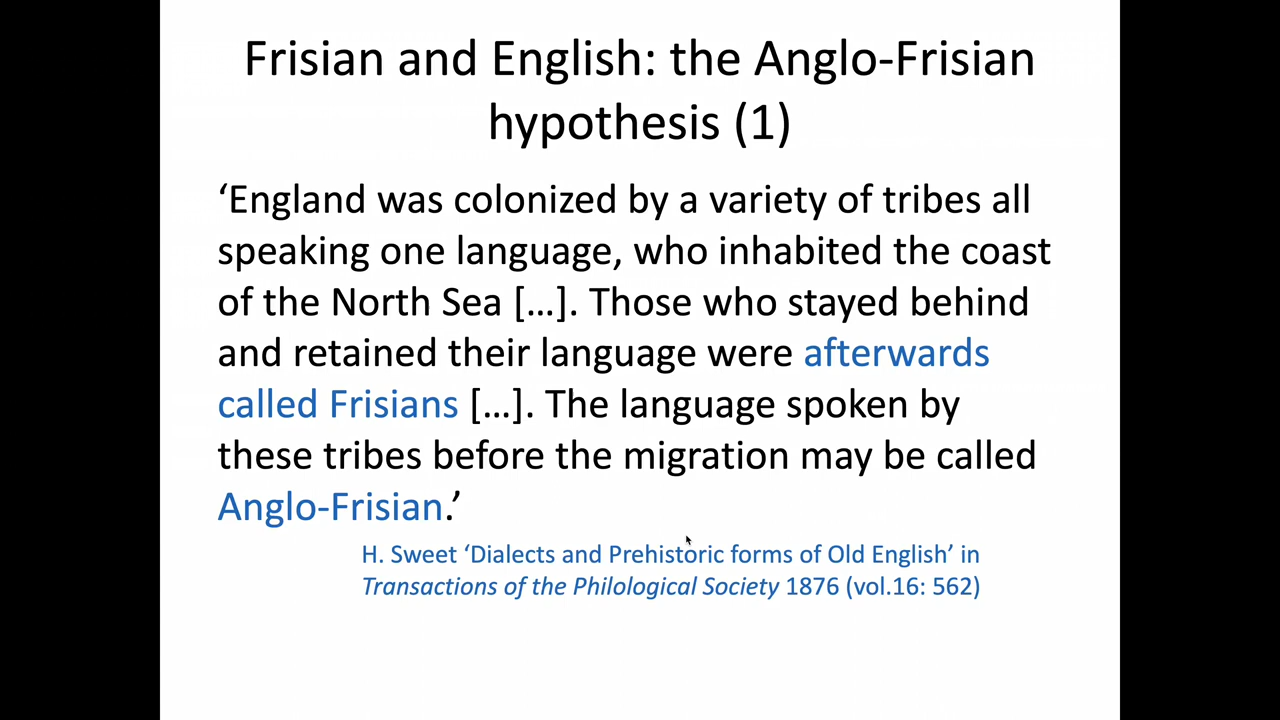 Frisian and English: the Anglo-Frisian
hypothesis (1)
‘England was colonized by a variety of tribes all
speaking one language, who inhabited the coast
of the North Sea […]. Those who stayed behind
and retained their language were afterwards
called Frisians […]. The language spoken by
these tribes before the migration may be called
Anglo-Frisian.’
H. Sweet ‘Dialects and Prehistoric forms of Old English’ in
Transactions of the Philological Society 1876 (vol.16: 562)